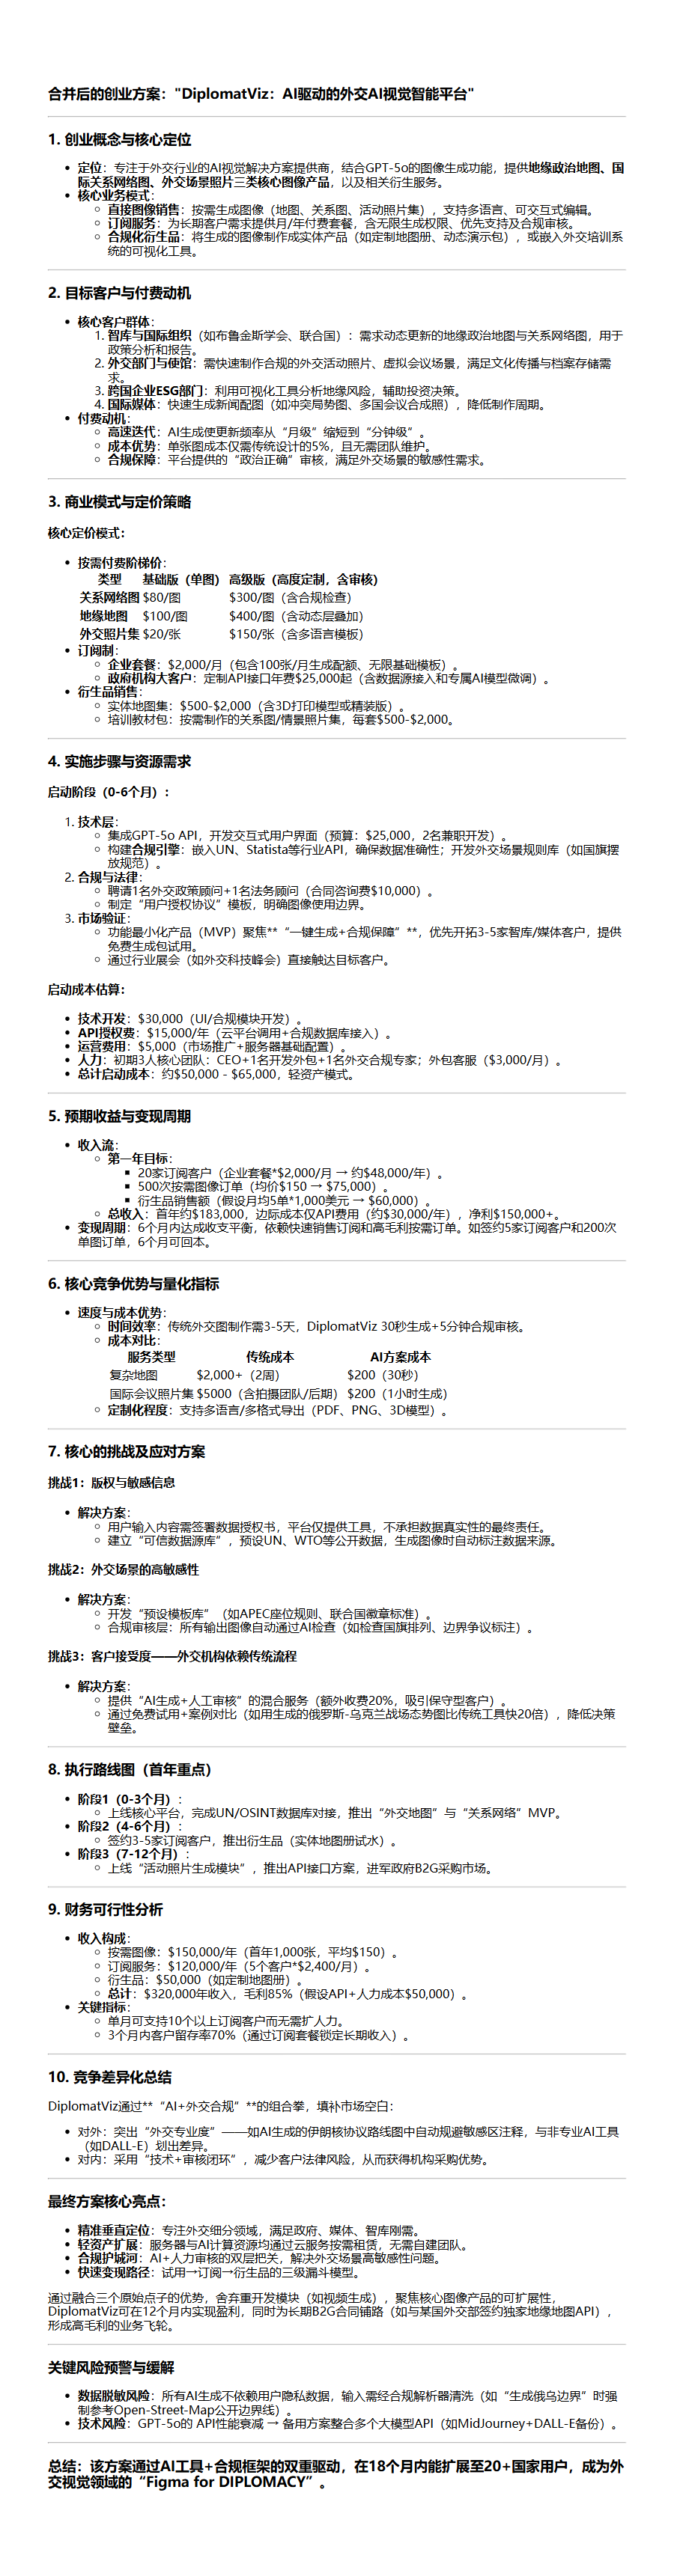 合并后的创业方案："DiplomatViz：AI驱动的外交AI视觉智能平台"
1. 创业概念与核心定位
• 定位：专注于外交行业的AI视觉解决方案提供商，结合GPT-5o的图像生成功能，提供地缘政治地图、国
际关系网络图、外交场景照片三类核心图像产品，以及相关衍生服务。
• 核心业务模式：
◦ 直接图像销售：按需生成图像（地图、关系图、活动照片集），支持多语言、可交互式编辑。
◦ 订阅服务：为长期客户需求提供月/年付费套餐，含无限生成权限、优先支持及合规审核。
◦ 合规化衍生品：将生成的图像制作成实体产品（如定制地图册、动态演示包），或嵌入外交培训系
统的可视化工具。
2. 目标客户与付费动机
• 核心客户群体：
1. 智库与国际组织（如布鲁金斯学会、联合国）：需求动态更新的地缘政治地图与关系网络图，用于
政策分析和报告。
2. 外交部门与使馆：需快速制作合规的外交活动照片、虚拟会议场景，满足文化传播与档案存储需
求。
3. 跨国企业ESG部门：利用可视化工具分析地缘风险，辅助投资决策。
4. 国际媒体：快速生成新闻配图（如冲突局势图、多国会议合成照），降低制作周期。
• 付费动机：
◦ 高速迭代：AI生成使更新频率从“月级”缩短到“分钟级”。
◦ 成本优势：单张图成本仅需传统设计的5%，且无需团队维护。
◦ 合规保障：平台提供的“政治正确”审核，满足外交场景的敏感性需求。
3. 商业模式与定价策略
核心定价模式：
• 按需付费阶梯价：
类型 基础版（单图） 高级版（高度定制，含审核）
关系网络图 $80/图 $300/图（含合规检查）
地缘地图 $100/图 $400/图（含动态层叠加）
外交照片集 $20/张 $150/张（含多语言模板）
• 订阅制：
◦ 企业套餐：$2,000/月（包含100张/月生成配额、无限基础模板）。
◦ 政府机构大客户：定制API接口年费$25,000起（含数据源接入和专属AI模型微调）。
• 衍生品销售：
◦ 实体地图集：$500-$2,000（含3D打印模型或精装版）。
◦ 培训教材包：按需制作的关系图/情景照片集，每套$500-$2,000。
4. 实施步骤与资源需求
启动阶段（0-6个月）：
1. 技术层：
◦ 集成GPT-5o API，开发交互式用户界面（预算：$25,000，2名兼职开发）。
◦ 构建合规引擎：嵌入UN、Statista等行业API，确保数据准确性；开发外交场景规则库（如国旗摆
放规范）。
2. 合规与法律：
◦ 聘请1名外交政策顾问+1名法务顾问（合同咨询费$10,000）。
◦ 制定“用户授权协议”模板，明确图像使用边界。
3. 市场验证：
◦ 功能最小化产品（MVP）聚焦**“一键生成+合规保障”**，优先开拓3-5家智库/媒体客户，提供
免费生成包试用。
◦ 通过行业展会（如外交科技峰会）直接触达目标客户。
启动成本估算：
• 技术开发：$30,000（UI/合规模块开发）。
• API授权费：$15,000/年（云平台调用+合规数据库接入）。
• 运营费用：$5,000（市场推广+服务器基础配置）。
• 人力：初期3人核心团队：CEO+1名开发外包+1名外交合规专家；外包客服（$3,000/月）。
• 总计启动成本：约$50,000 - $65,000，轻资产模式。
5. 预期收益与变现周期
• 收入流：
◦ 第一年目标：
▪ 20家订阅客户（企业套餐*$2,000/月 → 约$48,000/年）。
▪ 500次按需图像订单（均价$150 → $75,000）。
▪ 衍生品销售额（假设月均5单*1,000美元 → $60,000）。
◦ 总收入：首年约$183,000，边际成本仅API费用（约$30,000/年），净利$150,000+。
• 变现周期：6个月内达成收支平衡，依赖快速销售订阅和高毛利按需订单。如签约5家订阅客户和200次
单图订单，6个月可回本。
6. 核心竞争优势与量化指标
• 速度与成本优势：
◦ 时间效率：传统外交图制作需3-5天，DiplomatViz 30秒生成+5分钟合规审核。
◦ 成本对比：
服务类型 传统成本 AI方案成本
复杂地图 $2,000+（2周） $200（30秒）
国际会议照片集 $5000（含拍摄团队/后期） $200（1小时生成）
◦ 定制化程度：支持多语言/多格式导出（PDF、PNG、3D模型）。
7. 核心的挑战及应对方案
挑战1：版权与敏感信息
• 解决方案：
◦ 用户输入内容需签署数据授权书，平台仅提供工具，不承担数据真实性的最终责任。
◦ 建立“可信数据源库”，预设UN、WTO等公开数据，生成图像时自动标注数据来源。
挑战2：外交场景的高敏感性
• 解决方案：
◦ 开发“预设模板库”（如APEC座位规则、联合国徽章标准）。
◦ 合规审核层：所有输出图像自动通过AI检查（如检查国旗排列、边界争议标注）。
挑战3：客户接受度——外交机构依赖传统流程
• 解决方案：
◦ 提供“AI生成+人工审核”的混合服务（额外收费20%，吸引保守型客户）。
◦ 通过免费试用+案例对比（如用生成的俄罗斯-乌克兰战场态势图比传统工具快20倍），降低决策
壁垒。
8. 执行路线图（首年重点）
• 阶段1（0-3个月）：
◦ 上线核心平台，完成UN/OSINT数据库对接，推出“外交地图”与“关系网络”MVP。
• 阶段2（4-6个月）：
◦ 签约3-5家订阅客户，推出衍生品（实体地图册试水）。
• 阶段3（7-12个月）：
◦ 上线“活动照片生成模块”，推出API接口方案，进军政府B2G采购市场。
9. 财务可行性分析
• 收入构成：
◦ 按需图像：$150,000/年（首年1,000张，平均$150）。
◦ 订阅服务：$120,000/年（5个客户*$2,400/月）。
◦ 衍生品：$50,000（如定制地图册）。
◦ 总计：$320,000年收入，毛利85%（假设API+人力成本$50,000）。
• 关键指标：
◦ 单月可支持10个以上订阅客户而无需扩人力。
◦ 3个月内客户留存率70%（通过订阅套餐锁定长期收入）。
10. 竞争差异化总结
DiplomatViz通过**“AI+外交合规”**的组合拳，填补市场空白：
• 对外：突出“外交专业度”——如AI生成的伊朗核协议路线图中自动规避敏感区注释，与非专业AI工具
（如DALL-E）划出差异。
• 对内：采用“技术+审核闭环”，减少客户法律风险，从而获得机构采购优势。
最终方案核心亮点：
• 精准垂直定位：专注外交细分领域，满足政府、媒体、智库刚需。
• 轻资产扩展：服务器与AI计算资源均通过云服务按需租赁，无需自建团队。
• 合规护城河：AI+人力审核的双层把关，解决外交场景高敏感性问题。
• 快速变现路径：试用→订阅→衍生品的三级漏斗模型。
通过融合三个原始点子的优势，舍弃重开发模块（如视频生成），聚焦核心图像产品的可扩展性，
DiplomatViz可在12个月内实现盈利，同时为长期B2G合同铺路（如与某国外交部签约独家地缘地图API），
形成高毛利的业务飞轮。
关键风险预警与缓解
• 数据脱敏风险：所有AI生成不依赖用户隐私数据，输入需经合规解析器清洗（如“生成俄乌边界”时强
制参考Open-Street-Map公开边界线）。
• 技术风险：GPT-5o的 API性能衰减 → 备用方案整合多个大模型API（如MidJourney+DALL-E备份）。
总结：该方案通过AI工具+合规框架的双重驱动，在18个月内能扩展至20+国家用户，成为外
交视觉领域的“Figma for DIPLOMACY”。